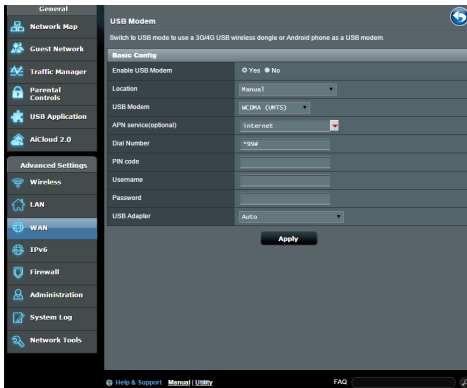 General
Network Map
Guest Network
Traffic Manager
Parental
Controls
USB Application
AiCloud 2.0
Advanced Settings
Wireless
LAN
WAN
IPv6
Firewall
Administration
System Log
Network Tools
USB Modem
Switch to USB mode to use a 3G/4G USB wireless dongle or Android phone as a USB modem.
Basic Config
Enable USB Modem Yes No
Location Manual
USB Modem WCDMA (UMTS)
APN service(optional) internet
Dial Number *99#
PIN code
Username
Password
USB Adapter Auto
Apply
Help & Support Manual | Utility FAQ